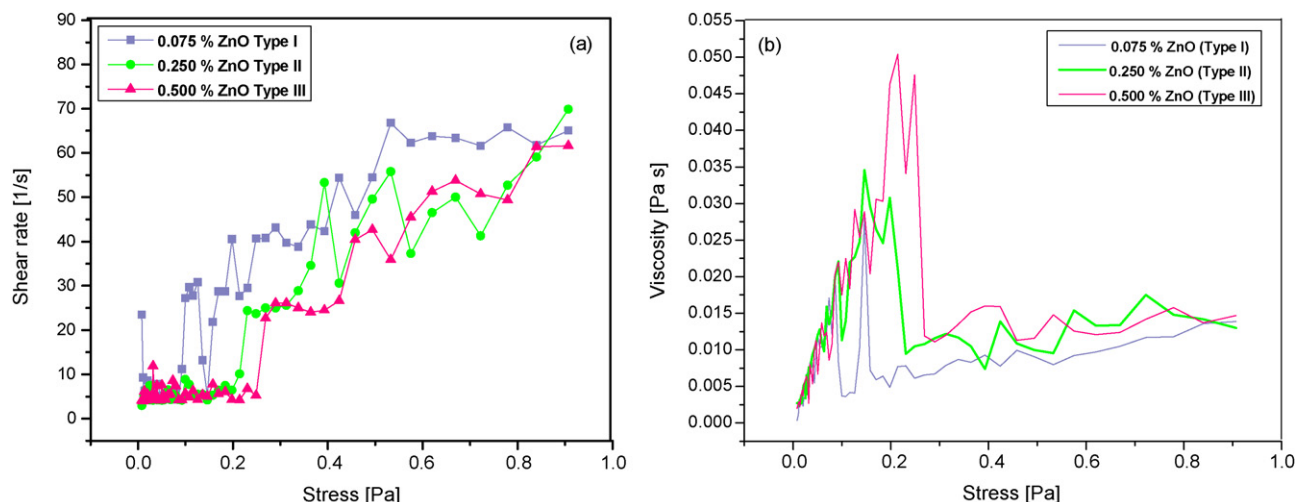 (a)
0.075 % ZnO Type I
0.250 % ZnO Type II
0.500 % ZnO Type III
Shear rate [1/s]
90
80
70
60
50
40
30
20
10
0
0.0 0.2 0.4 0.6 0.8 1.0
Stress [Pa]
(b)
0.075 % ZnO (Type I)
0.250 % ZnO (Type II)
0.500 % ZnO (Type III)
Viscosity [Pa s]
0.055
0.050
0.045
0.040
0.035
0.030
0.025
0.020
0.015
0.010
0.005
0.000
0.0 0.2 0.4 0.6 0.8 1.0
Stress [Pa]